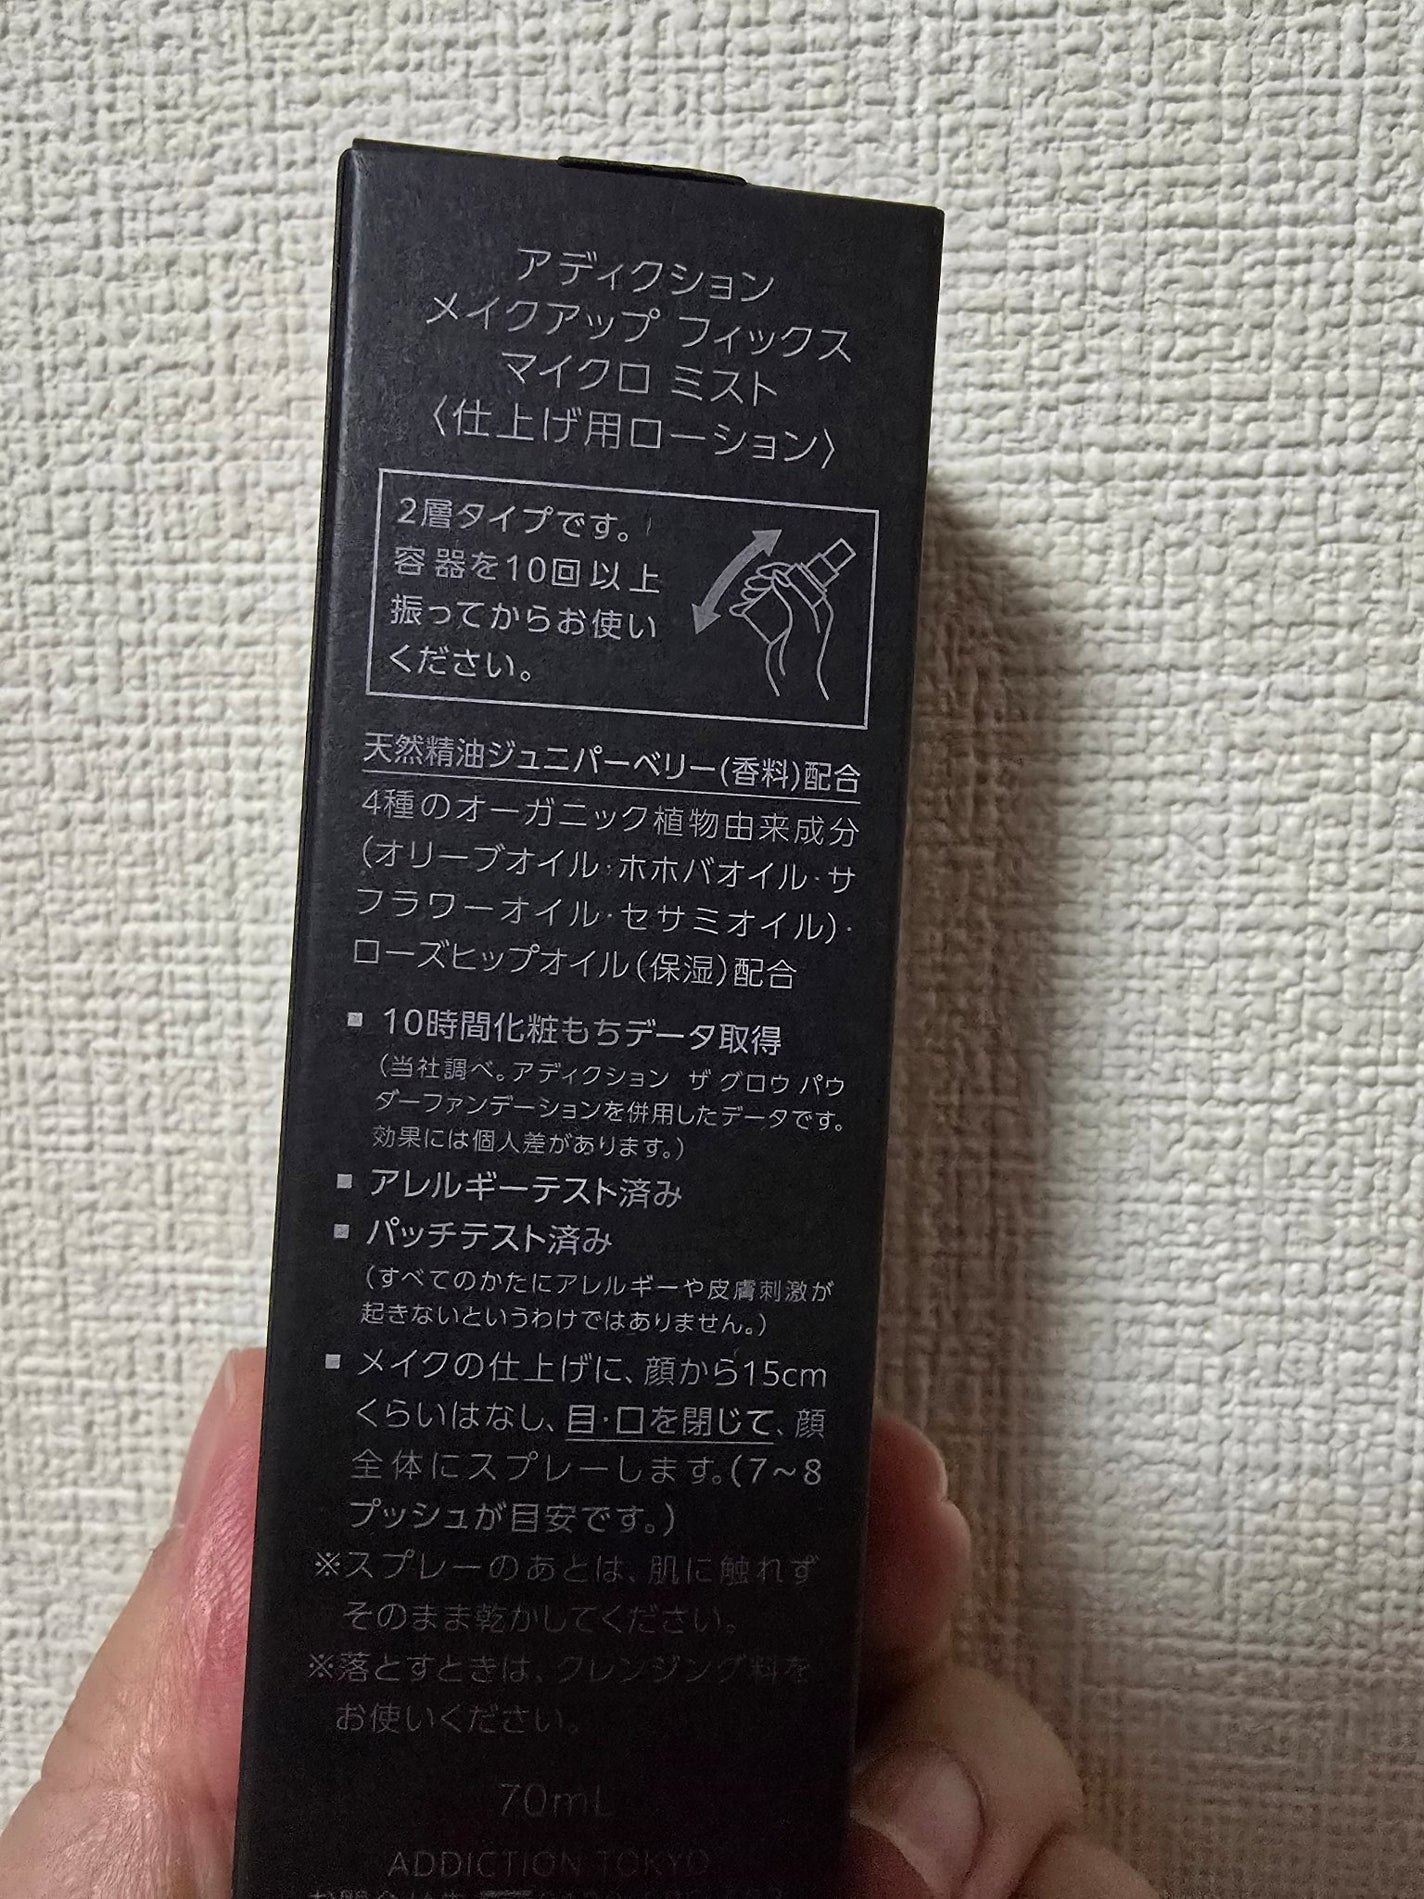 アディクション
メイクアップ フィックス
マイクロ ミスト
〈仕上げ用ローション〉
2層タイプです。
容器を10回以上
振ってからお使い
ください。
天然精油ジュニパーベリー(香料)配合
4種のオーガニック植物由来成分
(オリーブオイル・ホホバオイル・サ
フラワーオイル・セサミオイル)・
ローズヒップオイル(保湿)配合
■ 10時間化粧もちデータ取得
(当社調べ。アディクション ザ グロウ パウ
ダーファンデーションを併用したデータです。
効果には個人差があります。)
■ アレルギーテスト済み
■ パッチテスト済み
(すべてのかたにアレルギーや皮膚刺激が
起きないというわけではありません。)
■ メイクの仕上げに、顔から15cm
くらいはなし、目・口を閉じて、顔
全体にスプレーします。(7~8
プッシュが目安です。)
※スプレーのあとは、肌に触れず
そのまま乾かしてください。
※落とすときは、クレンジング料を
お使いください。
70mL
ADDICTION TOKYO